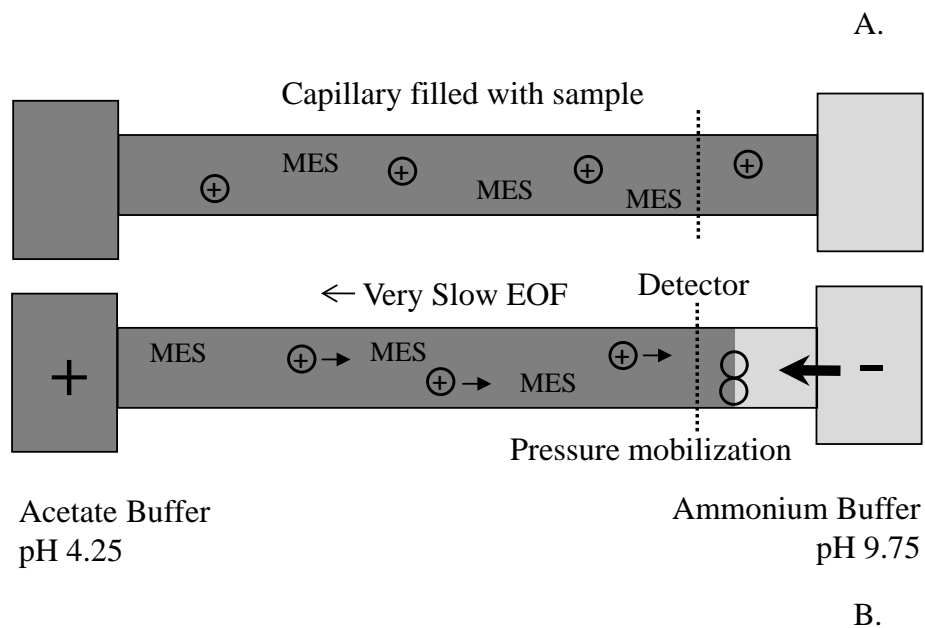 A.
Capillary filled with sample
+ MES + MES + MES +
← Very Slow EOF
Detector
+ MES + → MES + → MES + → -
Pressure mobilization
Acetate Buffer
pH 4.25
Ammonium Buffer
pH 9.75
B.